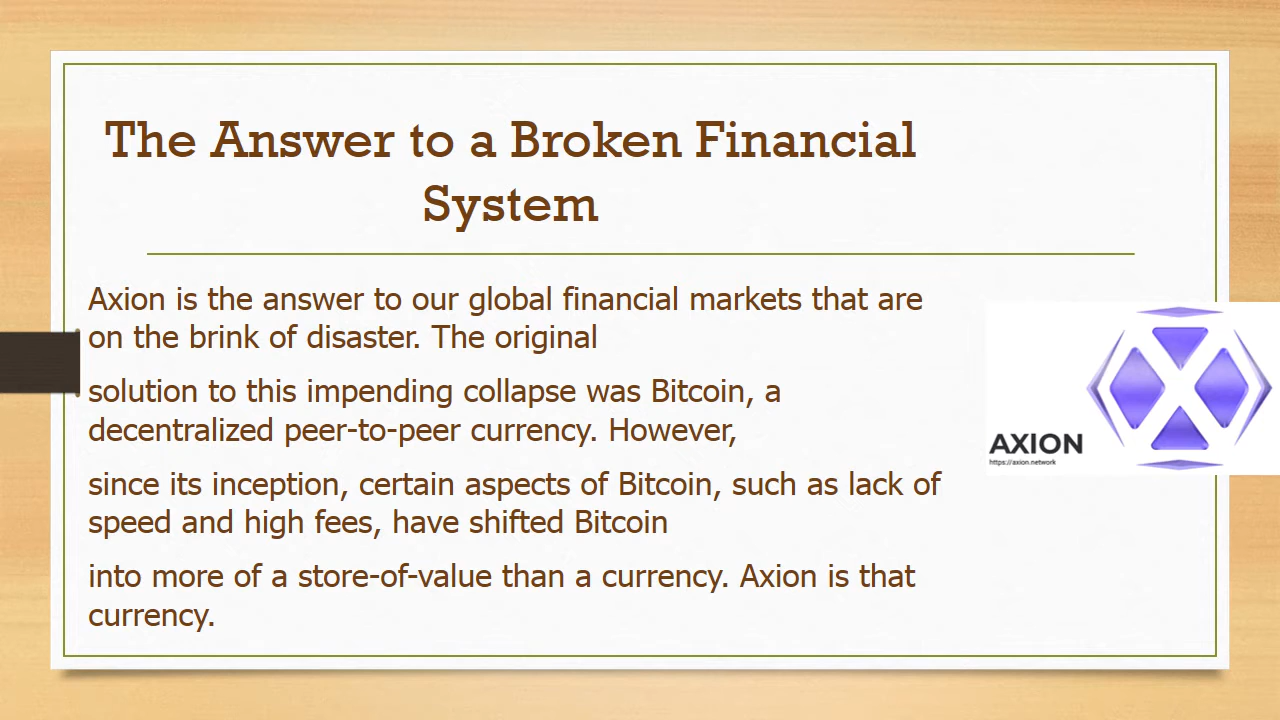 The Answer to a Broken Financial
System
Axion is the answer to our global financial markets that are
on the brink of disaster. The original
solution to this impending collapse was Bitcoin, a
decentralized peer-to-peer currency. However,
since its inception, certain aspects of Bitcoin, such as lack of
speed and high fees, have shifted Bitcoin
into more of a store-of-value than a currency. Axion is that
currency.
AXION
https://axion.network